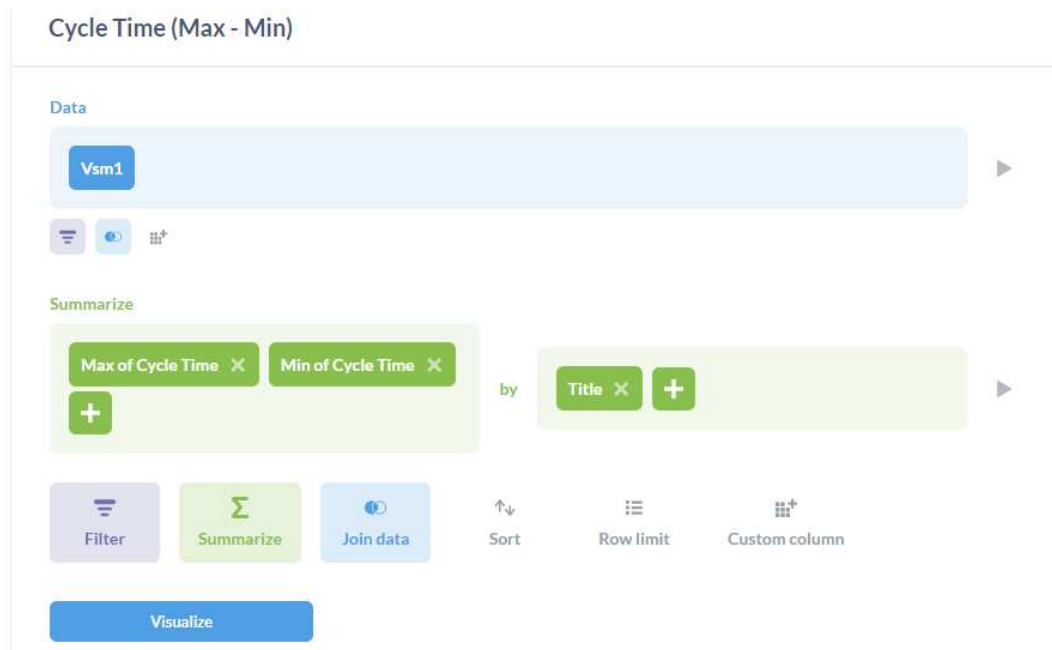 Cycle Time (Max - Min)
Data
Vsm1
Summarize
Max of Cycle Time Min of Cycle Time
by Title
Filter Summarize Join data Sort Row limit Custom column
Visualize